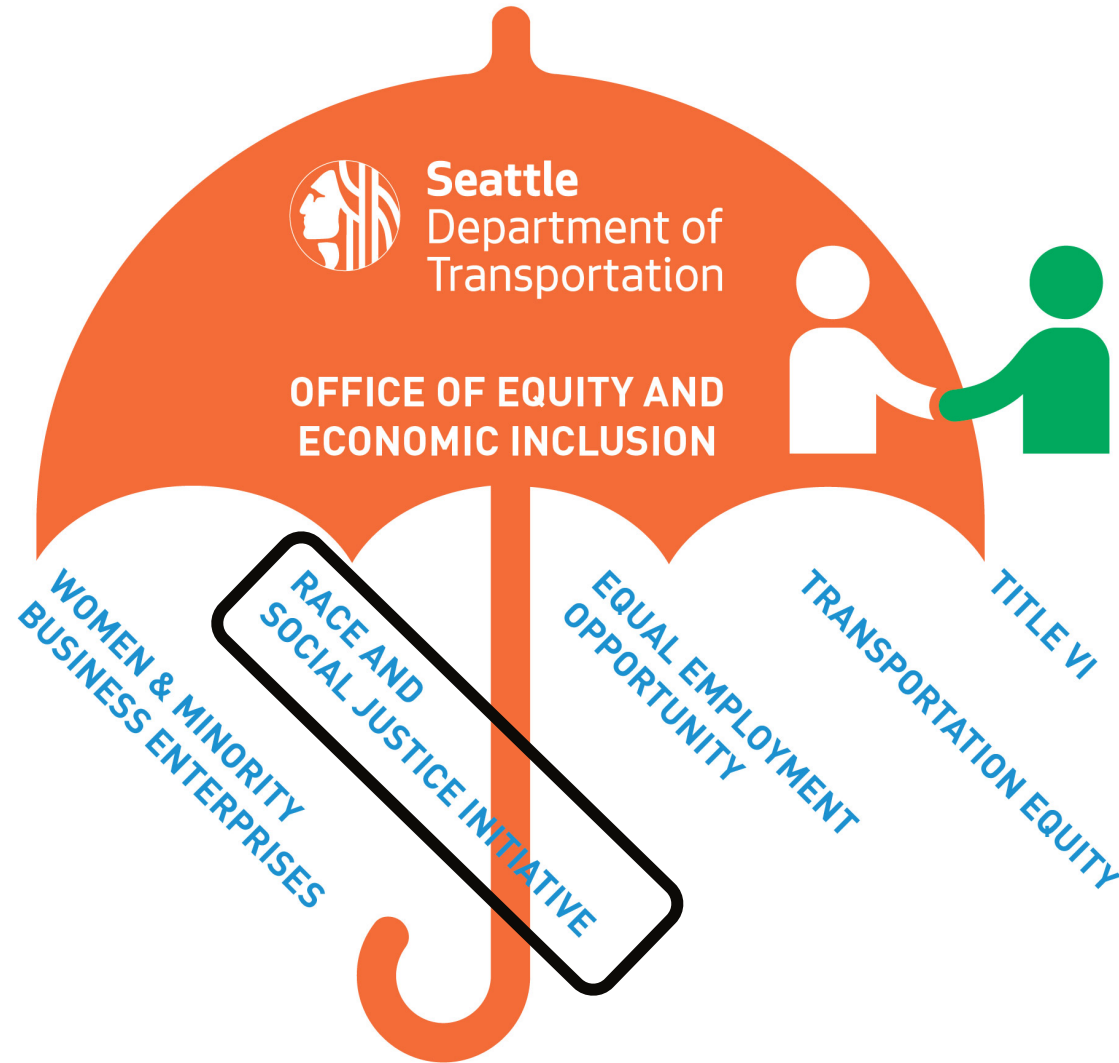 Seattle
Department of
Transportation
OFFICE OF EQUITY AND
ECONOMIC INCLUSION
WOMEN & MINORITY
BUSINESS ENTERPRISES
RACE AND
SOCIAL JUSTICE INITIATIVE
EQUAL EMPLOYMENT
OPPORTUNITY
TRANSPORTATION EQUITY
TITLE VI